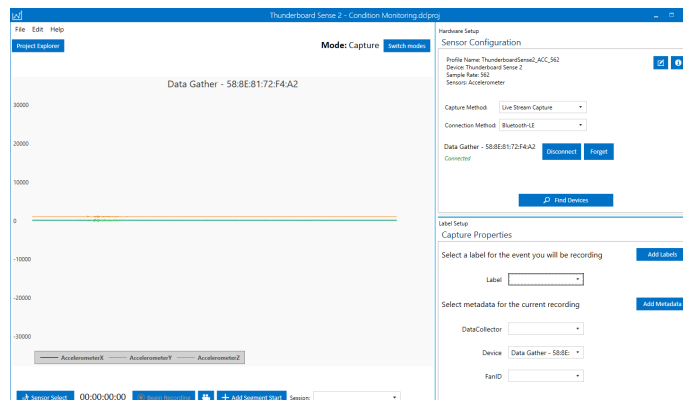 Thunderboard Sense 2 - Condition Monitoring.dclproj
File Edit Help
Project Explorer
Mode: Capture
Switch modes
Data Gather - 58:8E:81:72:F4:A2
30000
20000
10000
0
-10000
-20000
-30000
AccelerometerX AccelerometerY AccelerometerZ
Sensor Select
00:00:00:00
Begin Recording
Add Segment Start
Session:
Hardware Setup
Sensor Configuration
Profile Name: ThunderboardSense2_ACC_562
Device: Thunderboard Sense 2
Sample Rate: 562
Sensors: Accelerometer
Capture Method: Live Stream Capture
Connection Method: Bluetooth-LE
Data Gather - 58:8E:81:72:F4:A2
Connected
Disconnect
Forget
Find Devices
Label Setup
Capture Properties
Select a label for the event you will be recording
Add Labels
Label
Select metadata for the current recording
Add Metadata
DataCollector
Device Data Gather - 58:8E:
FanID